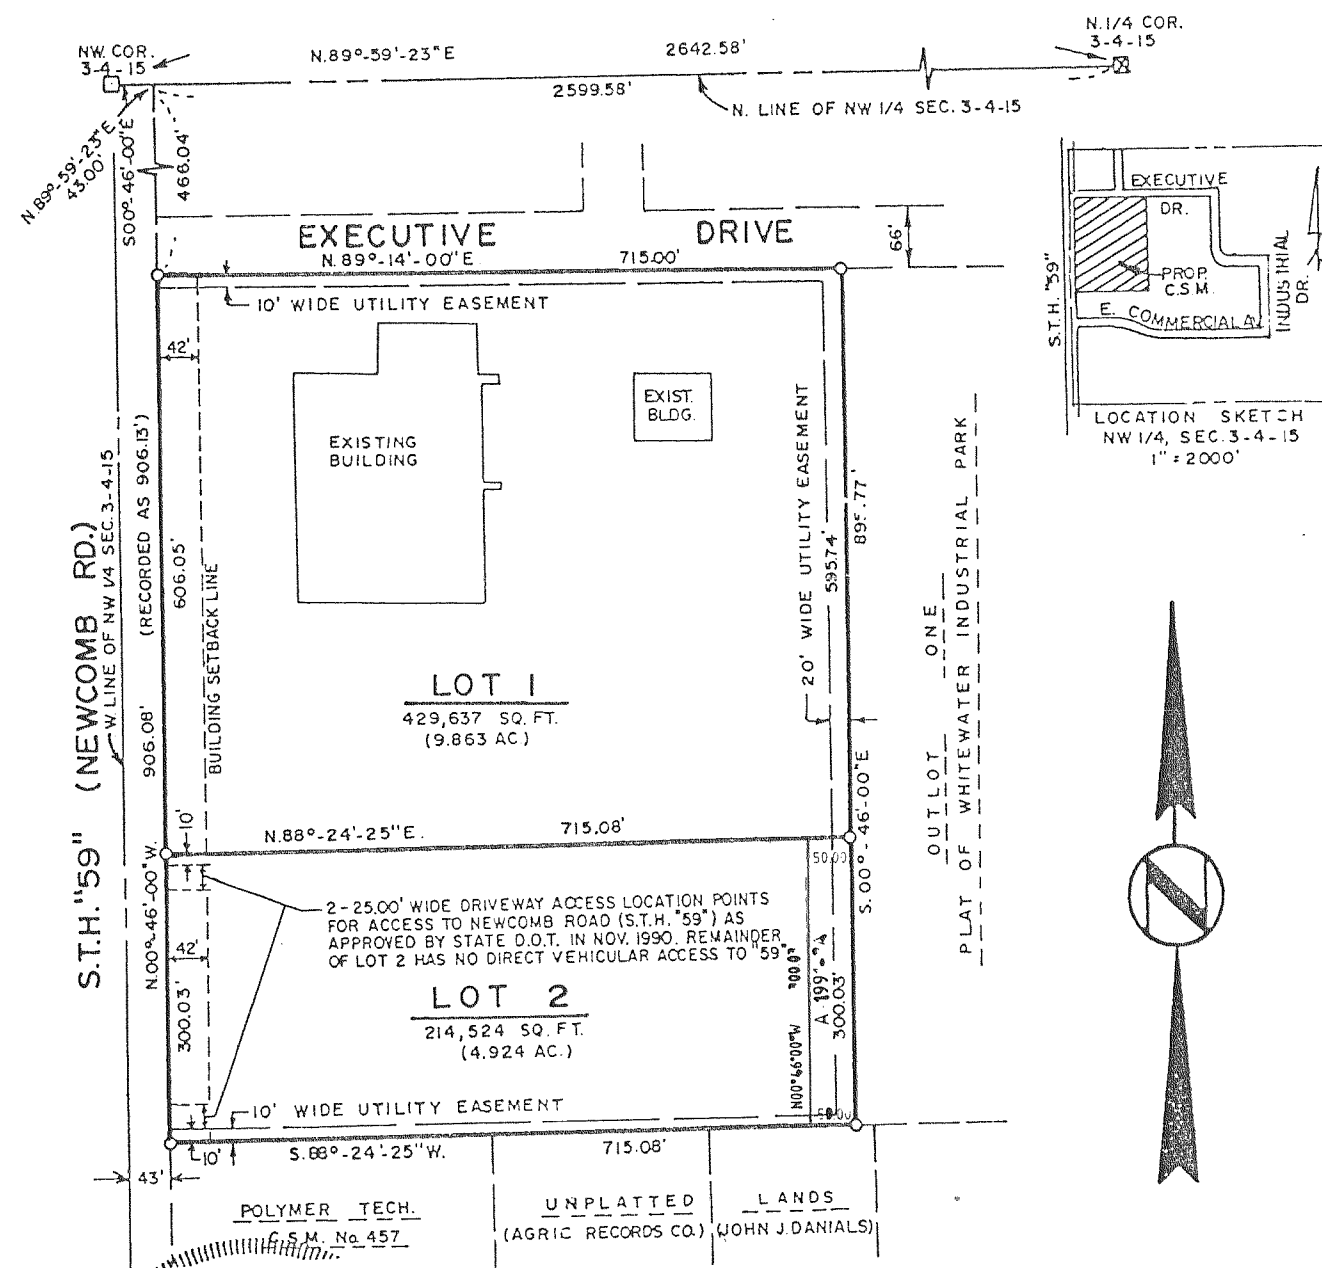 NW. COR.
3-4-15
N.89°-59'-23"E
2642.58'
N.1/4 COR.
3-4-15
2599.58'
N. LINE OF NW 1/4 SEC. 3-4-15
N.89°-59'-23"E
43.00'
S00°-46'-00"E
466.04'
EXECUTIVE DRIVE
66'
N.89°-14'-00"E.
715.00'
10' WIDE UTILITY EASEMENT
42'
EXISTING
BUILDING
EXIST.
BLDG.
EXECUTIVE
DR.
PROP.
C.S.M.
E. COMMERCIAL AV
INDUSTRIAL
DR.
S.T.H. "59"
LOCATION SKETCH
NW 1/4, SEC. 3-4-15
1" = 2000'
S.T.H. "59" (NEWCOMB RD.)
W. LINE OF NW 1/4 SEC. 3-4-15
906.08' (RECORDED AS 906.13')
606.05'
BUILDING SETBACK LINE
20' WIDE UTILITY EASEMENT
595.74'
OUTLOT ONE
PLAT OF WHITEWATER INDUSTRIAL PARK
LOT 1
429,637 SQ. FT.
(9.863 AC.)
10'
N.88°-24'-25"E.
715.08'
50.00
S.00°-46'-00"E
N.00°-46'-00"W.
2-25.00' WIDE DRIVEWAY ACCESS LOCATION POINTS
FOR ACCESS TO NEWCOMB ROAD (S.T.H. "59") AS
APPROVED BY STATE D.O.T. IN NOV. 1990. REMAINDER
OF LOT 2 HAS NO DIRECT VEHICULAR ACCESS TO "59"
42'
300.03'
LOT 2
214,524 SQ. FT.
(4.924 AC.)
300.03'
10' WIDE UTILITY EASEMENT
10'
S.88°-24'-25"W.
715.08'
43'
POLYMER TECH.
C.S.M. No 457
UNPLATTED LANDS
(AGRIC RECORDS CO.)
(JOHN J. DANIALS)
N